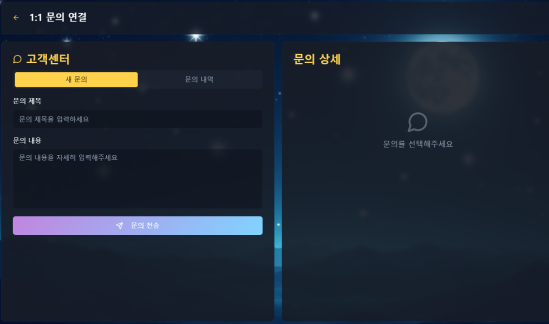 1:1 문의 연결
고객센터
새 문의
문의 내역
문의 제목
문의 제목을 입력하세요
문의 내용
문의 내용을 자세히 입력해주세요
문의 전송
문의 상세
문의를 선택해주세요